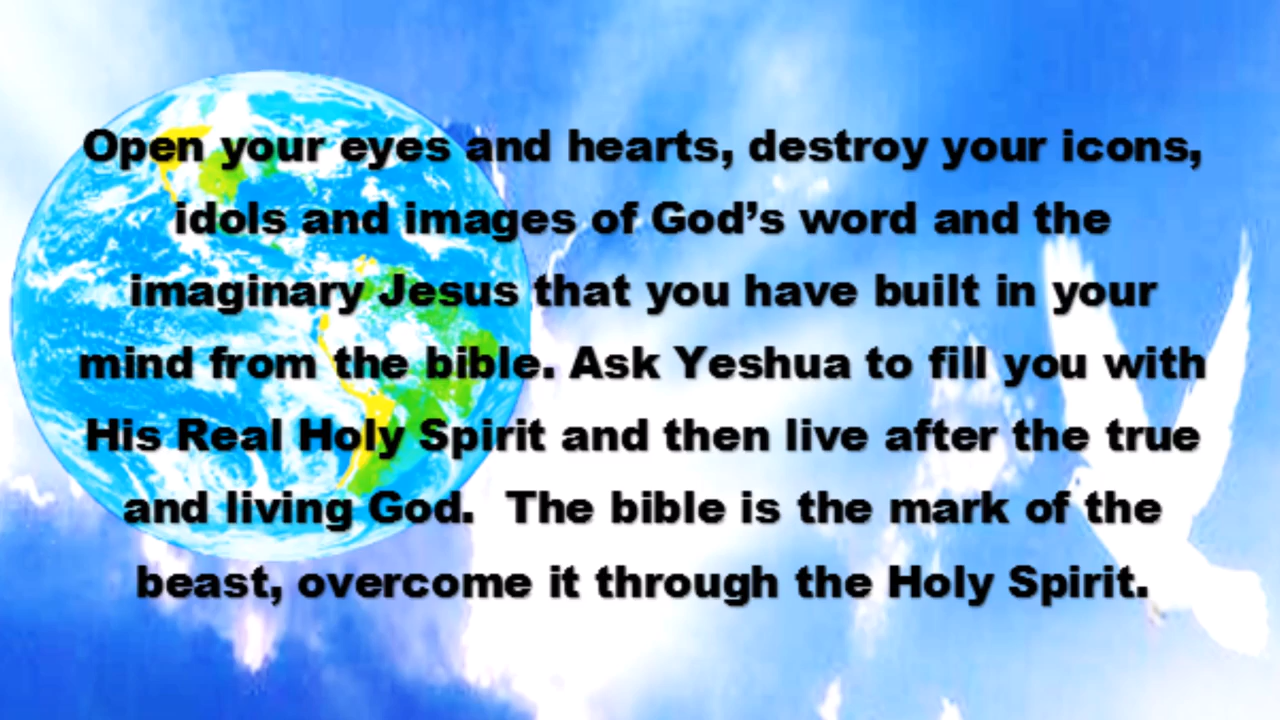 Open your eyes and hearts, destroy your icons,
idols and images of God’s word and the
imaginary Jesus that you have built in your
mind from the bible. Ask Yeshua to fill you with
His Real Holy Spirit and then live after the true
and living God.  The bible is the mark of the
beast, overcome it through the Holy Spirit.